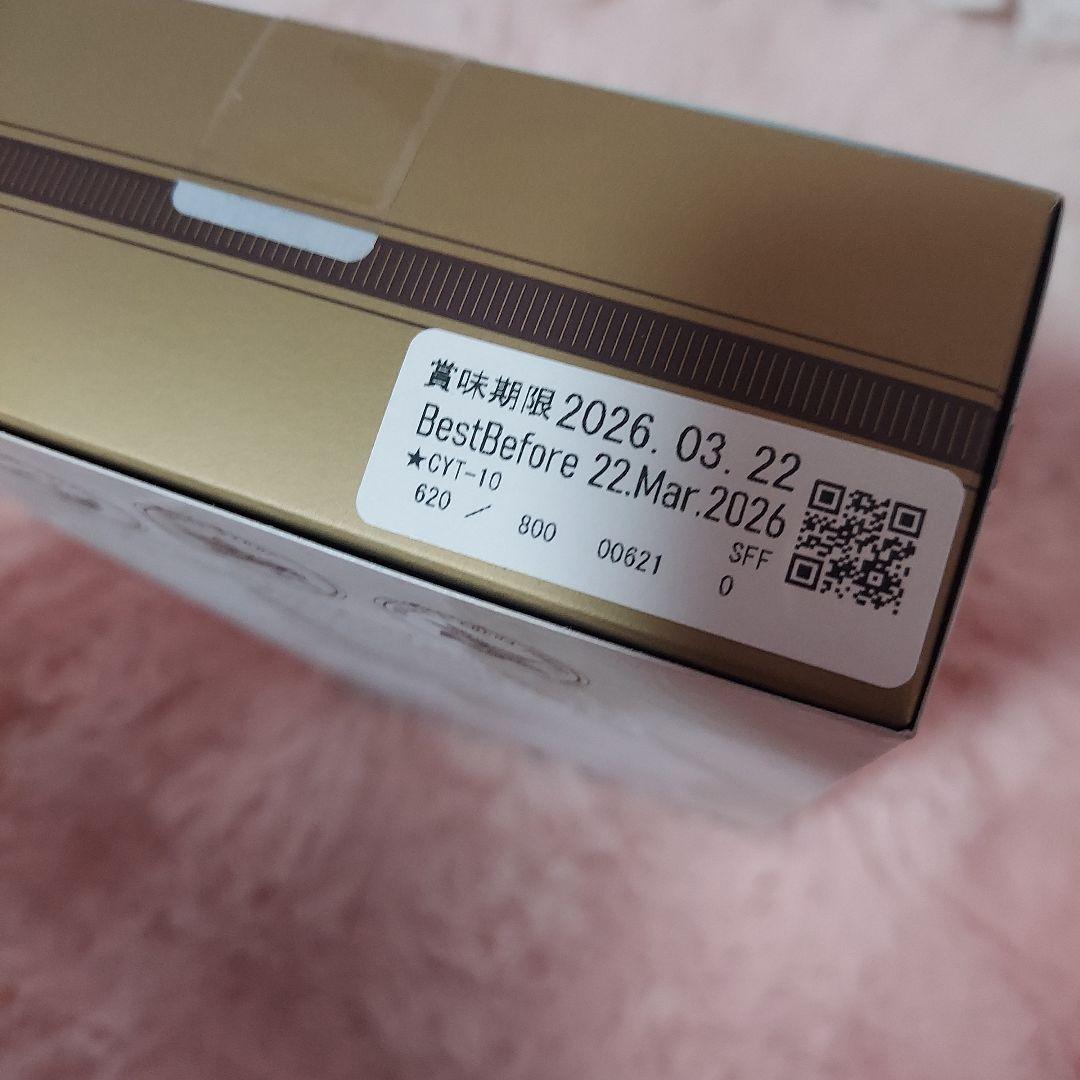 賞味期限 2026. 03. 22
BestBefore 22.Mar.2026
★CYT-10 SFF
620 / 800 00621 0